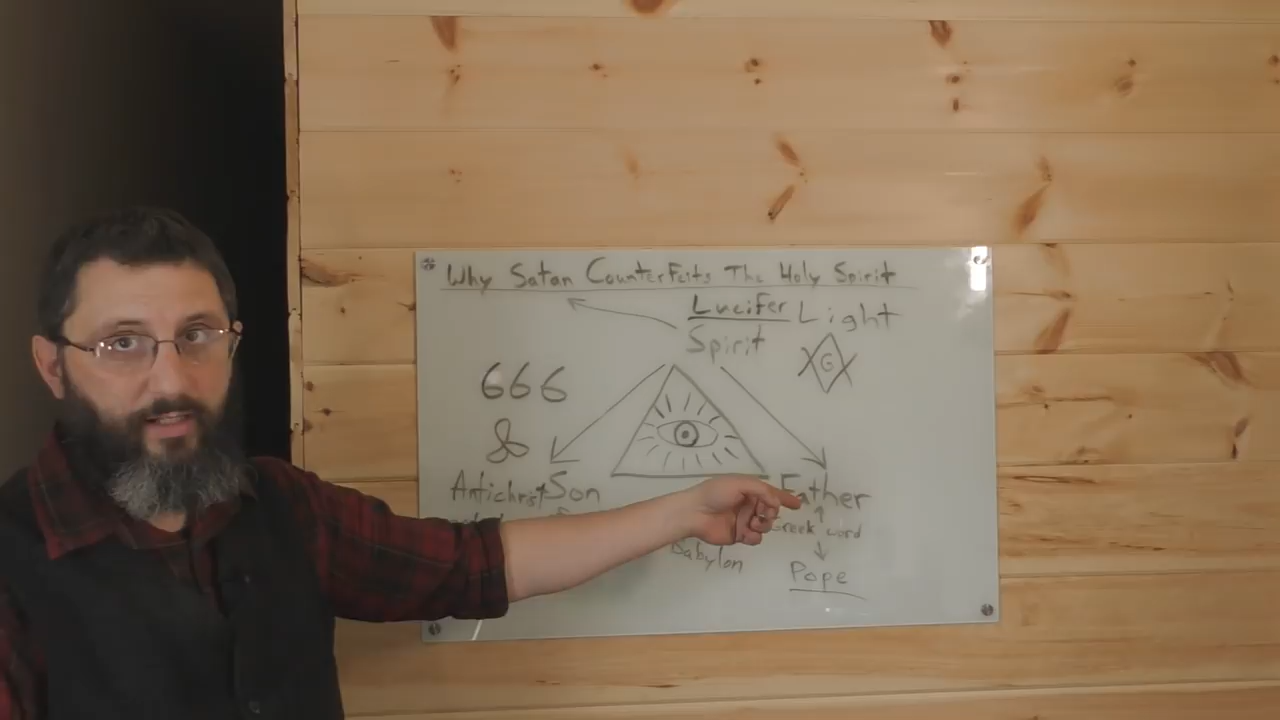 Why Satan Counterfeits The Holy Spirit
Lucifer Light
Spirit
G
666
&
Antichrist Son
Father
Greek word
Babylon
Pope